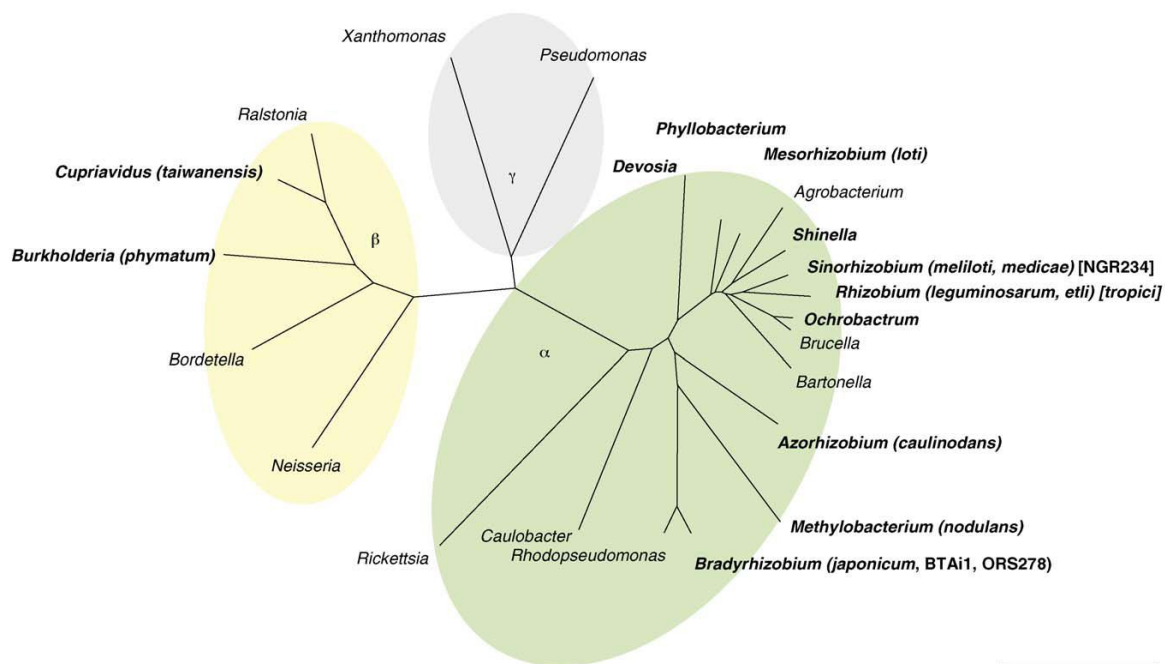 Xanthomonas
Pseudomonas
Ralstonia
Phyllobacterium
Mesorhizobium (loti)
Cupriavidus (taiwanensis)
Devosia
γ
Agrobacterium
Shinella
β
Burkholderia (phymatum)
Sinorhizobium (meliloti, medicae) [NGR234]
Rhizobium (leguminosarum, etli) [tropici]
Ochrobactrum
Brucella
Bordetella
α
Bartonella
Azorhizobium (caulinodans)
Neisseria
Methylobacterium (nodulans)
Caulobacter
Rickettsia
Rhodopseudomonas
Bradyrhizobium (japonicum, BTAi1, ORS278)